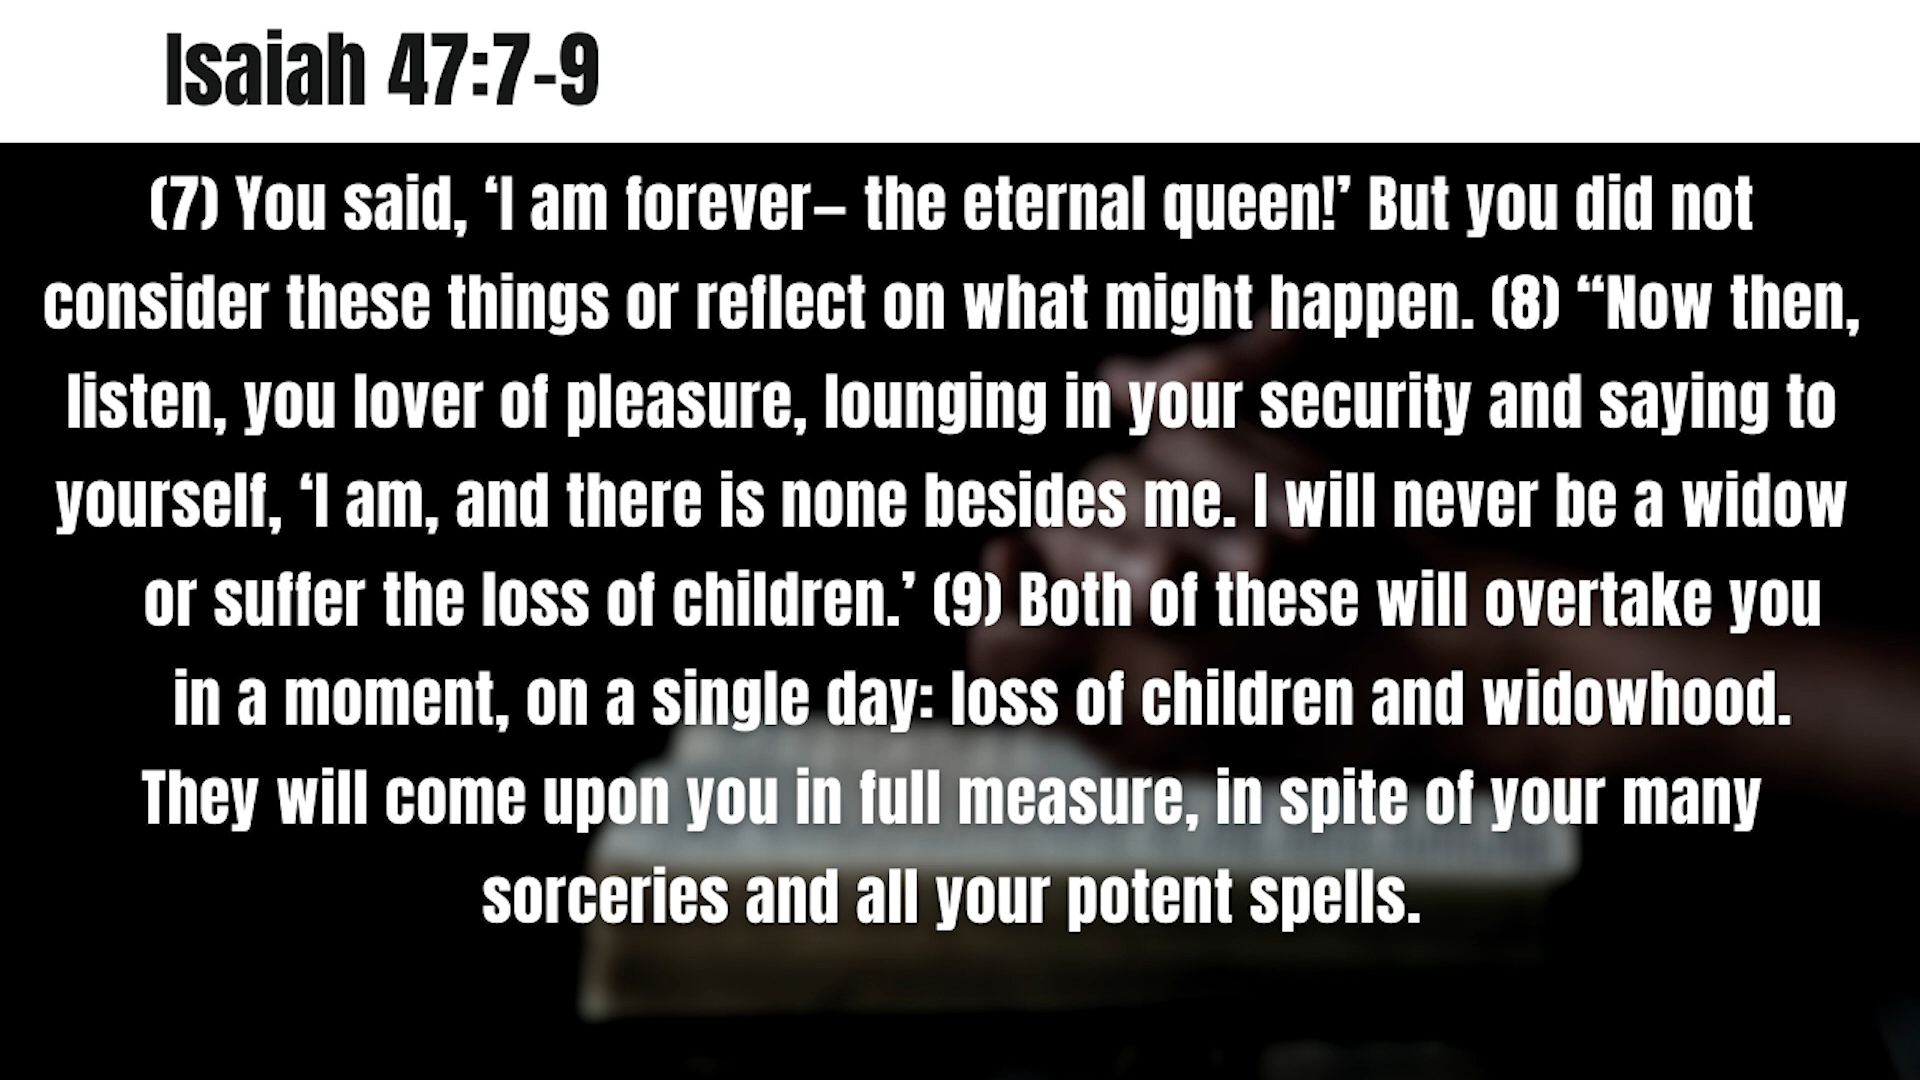 Isaiah 47:7-9
(7) You said, ‘I am forever– the eternal queen!’ But you did not
consider these things or reflect on what might happen. (8) “Now then,
listen, you lover of pleasure, lounging in your security and saying to
yourself, ‘I am, and there is none besides me. I will never be a widow
or suffer the loss of children.’ (9) Both of these will overtake you
in a moment, on a single day: loss of children and widowhood.
They will come upon you in full measure, in spite of your many
sorceries and all your potent spells.